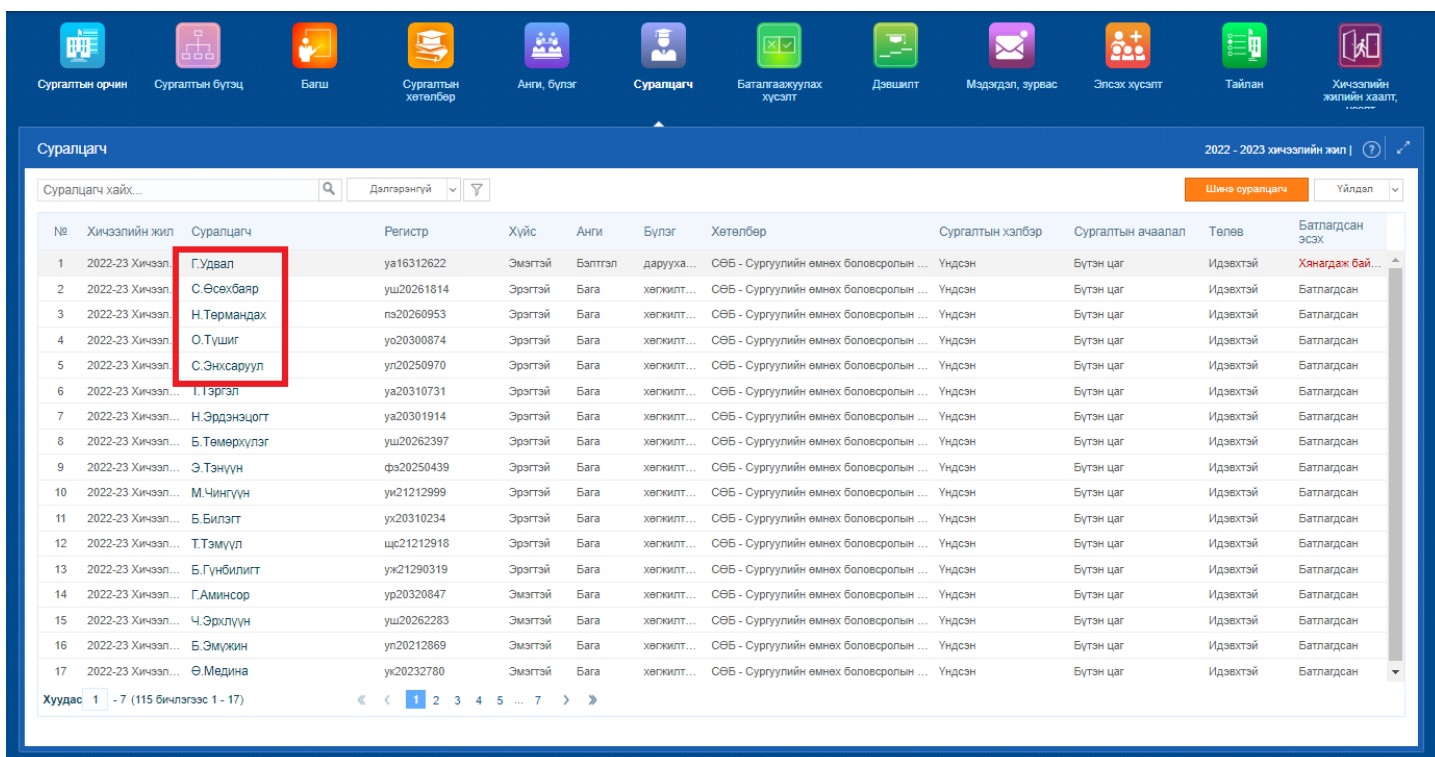 Сургалтын орчин Сургалтын бүтэц Багш Сургалтын хөтөлбөр Анги, бүлэг Суралцагч Баталгаажуулах хүсэлт Дэвшилт Мэдэгдэл, зурвас Элсэх хүсэлт Тайлан Хичээлийн жилийн хаалт,
Суралцагч 2022 - 2023 хичээлийн жил |
Суралцагч хайх... Дэлгэрэнгүй Шинэ суралцагч Үйлдэл
№ Хичээлийн жил Суралцагч Регистр Хүйс Анги Бүлэг Хөтөлбөр Сургалтын хэлбэр Сургалтын ачаалал Төлөв Батлагдсан эсэх
1 2022-23 Хичээл... Г.Удвал уа16312622 Эмэгтэй Бэлтгэл даруухa... СӨБ - Сургуулийн өмнөх боловсролын ... Үндсэн Бүтэн цаг Идэвхтэй Хянагдаж бай...
2 2022-23 Хичээл... С.Өсөхбаяр уш20261814 Эрэгтэй Бага хөгжилт... СӨБ - Сургуулийн өмнөх боловсролын ... Үндсэн Бүтэн цаг Идэвхтэй Батлагдсан
3 2022-23 Хичээл... Н.Төрмандах пэ20260953 Эрэгтэй Бага хөгжилт... СӨБ - Сургуулийн өмнөх боловсролын ... Үндсэн Бүтэн цаг Идэвхтэй Батлагдсан
4 2022-23 Хичээл... О.Түшиг уо20300874 Эрэгтэй Бага хөгжилт... СӨБ - Сургуулийн өмнөх боловсролын ... Үндсэн Бүтэн цаг Идэвхтэй Батлагдсан
5 2022-23 Хичээл... С.Энхсаруул уп20250970 Эрэгтэй Бага хөгжилт... СӨБ - Сургуулийн өмнөх боловсролын ... Үндсэн Бүтэн цаг Идэвхтэй Батлагдсан
6 2022-23 Хичээл... Т.Тэргэл уа20310731 Эрэгтэй Бага хөгжилт... СӨБ - Сургуулийн өмнөх боловсролын ... Үндсэн Бүтэн цаг Идэвхтэй Батлагдсан
7 2022-23 Хичээл... Н.Эрдэнэцогт уа20301914 Эрэгтэй Бага хөгжилт... СӨБ - Сургуулийн өмнөх боловсролын ... Үндсэн Бүтэн цаг Идэвхтэй Батлагдсан
8 2022-23 Хичээл... Б.Төмөрхүлэг уш20262397 Эрэгтэй Бага хөгжилт... СӨБ - Сургуулийн өмнөх боловсролын ... Үндсэн Бүтэн цаг Идэвхтэй Батлагдсан
9 2022-23 Хичээл... Э.Тэнүүн фэ20250439 Эрэгтэй Бага хөгжилт... СӨБ - Сургуулийн өмнөх боловсролын ... Үндсэн Бүтэн цаг Идэвхтэй Батлагдсан
10 2022-23 Хичээл... М.Чингүүн уи21212999 Эрэгтэй Бага хөгжилт... СӨБ - Сургуулийн өмнөх боловсролын ... Үндсэн Бүтэн цаг Идэвхтэй Батлагдсан
11 2022-23 Хичээл... Б.Билэгт ух20310234 Эрэгтэй Бага хөгжилт... СӨБ - Сургуулийн өмнөх боловсролын ... Үндсэн Бүтэн цаг Идэвхтэй Батлагдсан
12 2022-23 Хичээл... Т.Тэмүүл щс21212918 Эрэгтэй Бага хөгжилт... СӨБ - Сургуулийн өмнөх боловсролын ... Үндсэн Бүтэн цаг Идэвхтэй Батлагдсан
13 2022-23 Хичээл... Б.Гүнбилигт уж21290319 Эрэгтэй Бага хөгжилт... СӨБ - Сургуулийн өмнөх боловсролын ... Үндсэн Бүтэн цаг Идэвхтэй Батлагдсан
14 2022-23 Хичээл... Г.Аминсор ур20320847 Эмэгтэй Бага хөгжилт... СӨБ - Сургуулийн өмнөх боловсролын ... Үндсэн Бүтэн цаг Идэвхтэй Батлагдсан
15 2022-23 Хичээл... Ч.Эрхлүүн уш20262283 Эмэгтэй Бага хөгжилт... СӨБ - Сургуулийн өмнөх боловсролын ... Үндсэн Бүтэн цаг Идэвхтэй Батлагдсан
16 2022-23 Хичээл... Б.Эмүжин уп20212869 Эмэгтэй Бага хөгжилт... СӨБ - Сургуулийн өмнөх боловсролын ... Үндсэн Бүтэн цаг Идэвхтэй Батлагдсан
17 2022-23 Хичээл... Ө.Медина ук20232780 Эмэгтэй Бага хөгжилт... СӨБ - Сургуулийн өмнөх боловсролын ... Үндсэн Бүтэн цаг Идэвхтэй Батлагдсан
Хуудас 1 - 7 (115 бичлэгээс 1 - 17) 1 2 3 4 5 ... 7